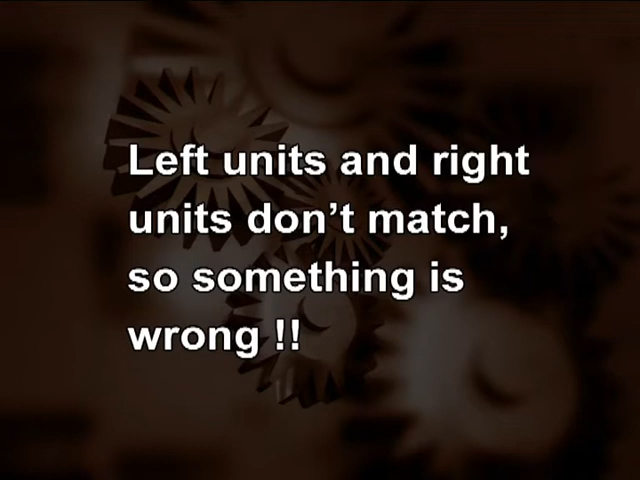 Left units and right
units don’t match,
so something is
wrong !!